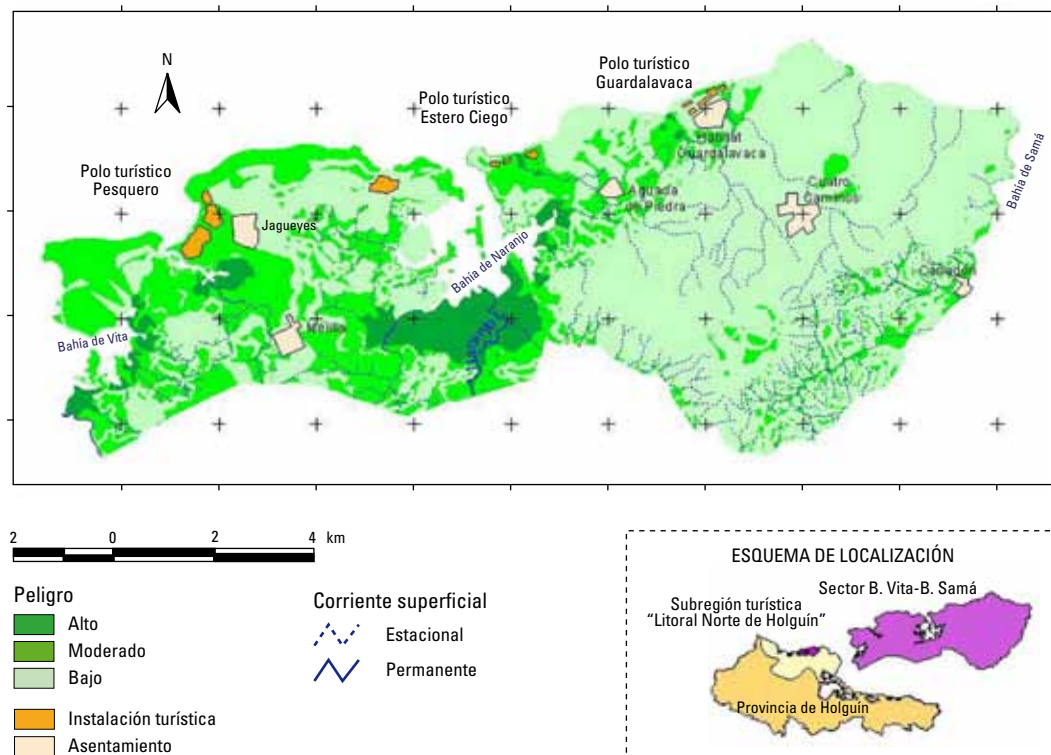 N
Polo turístico
Guardalavaca
Polo turístico
Estero Ciego
Polo turístico
Pesquero
Hábitat
Guardalavaca
Aguada
de Piedra
Cuatro
Caminos
Jagueyes
Bahía de Samá
Bahía de Naranjo
Cañadón
Melilla
Bahía de Vita
2 0 2 4 km
Peligro
Alto
Moderado
Bajo
Instalación turística
Asentamiento
Corriente superficial
Estacional
Permanente
ESQUEMA DE LOCALIZACIÓN
Sector B. Vita-B. Samá
Subregión turística
“Litoral Norte de Holguín”
Provincia de Holguín